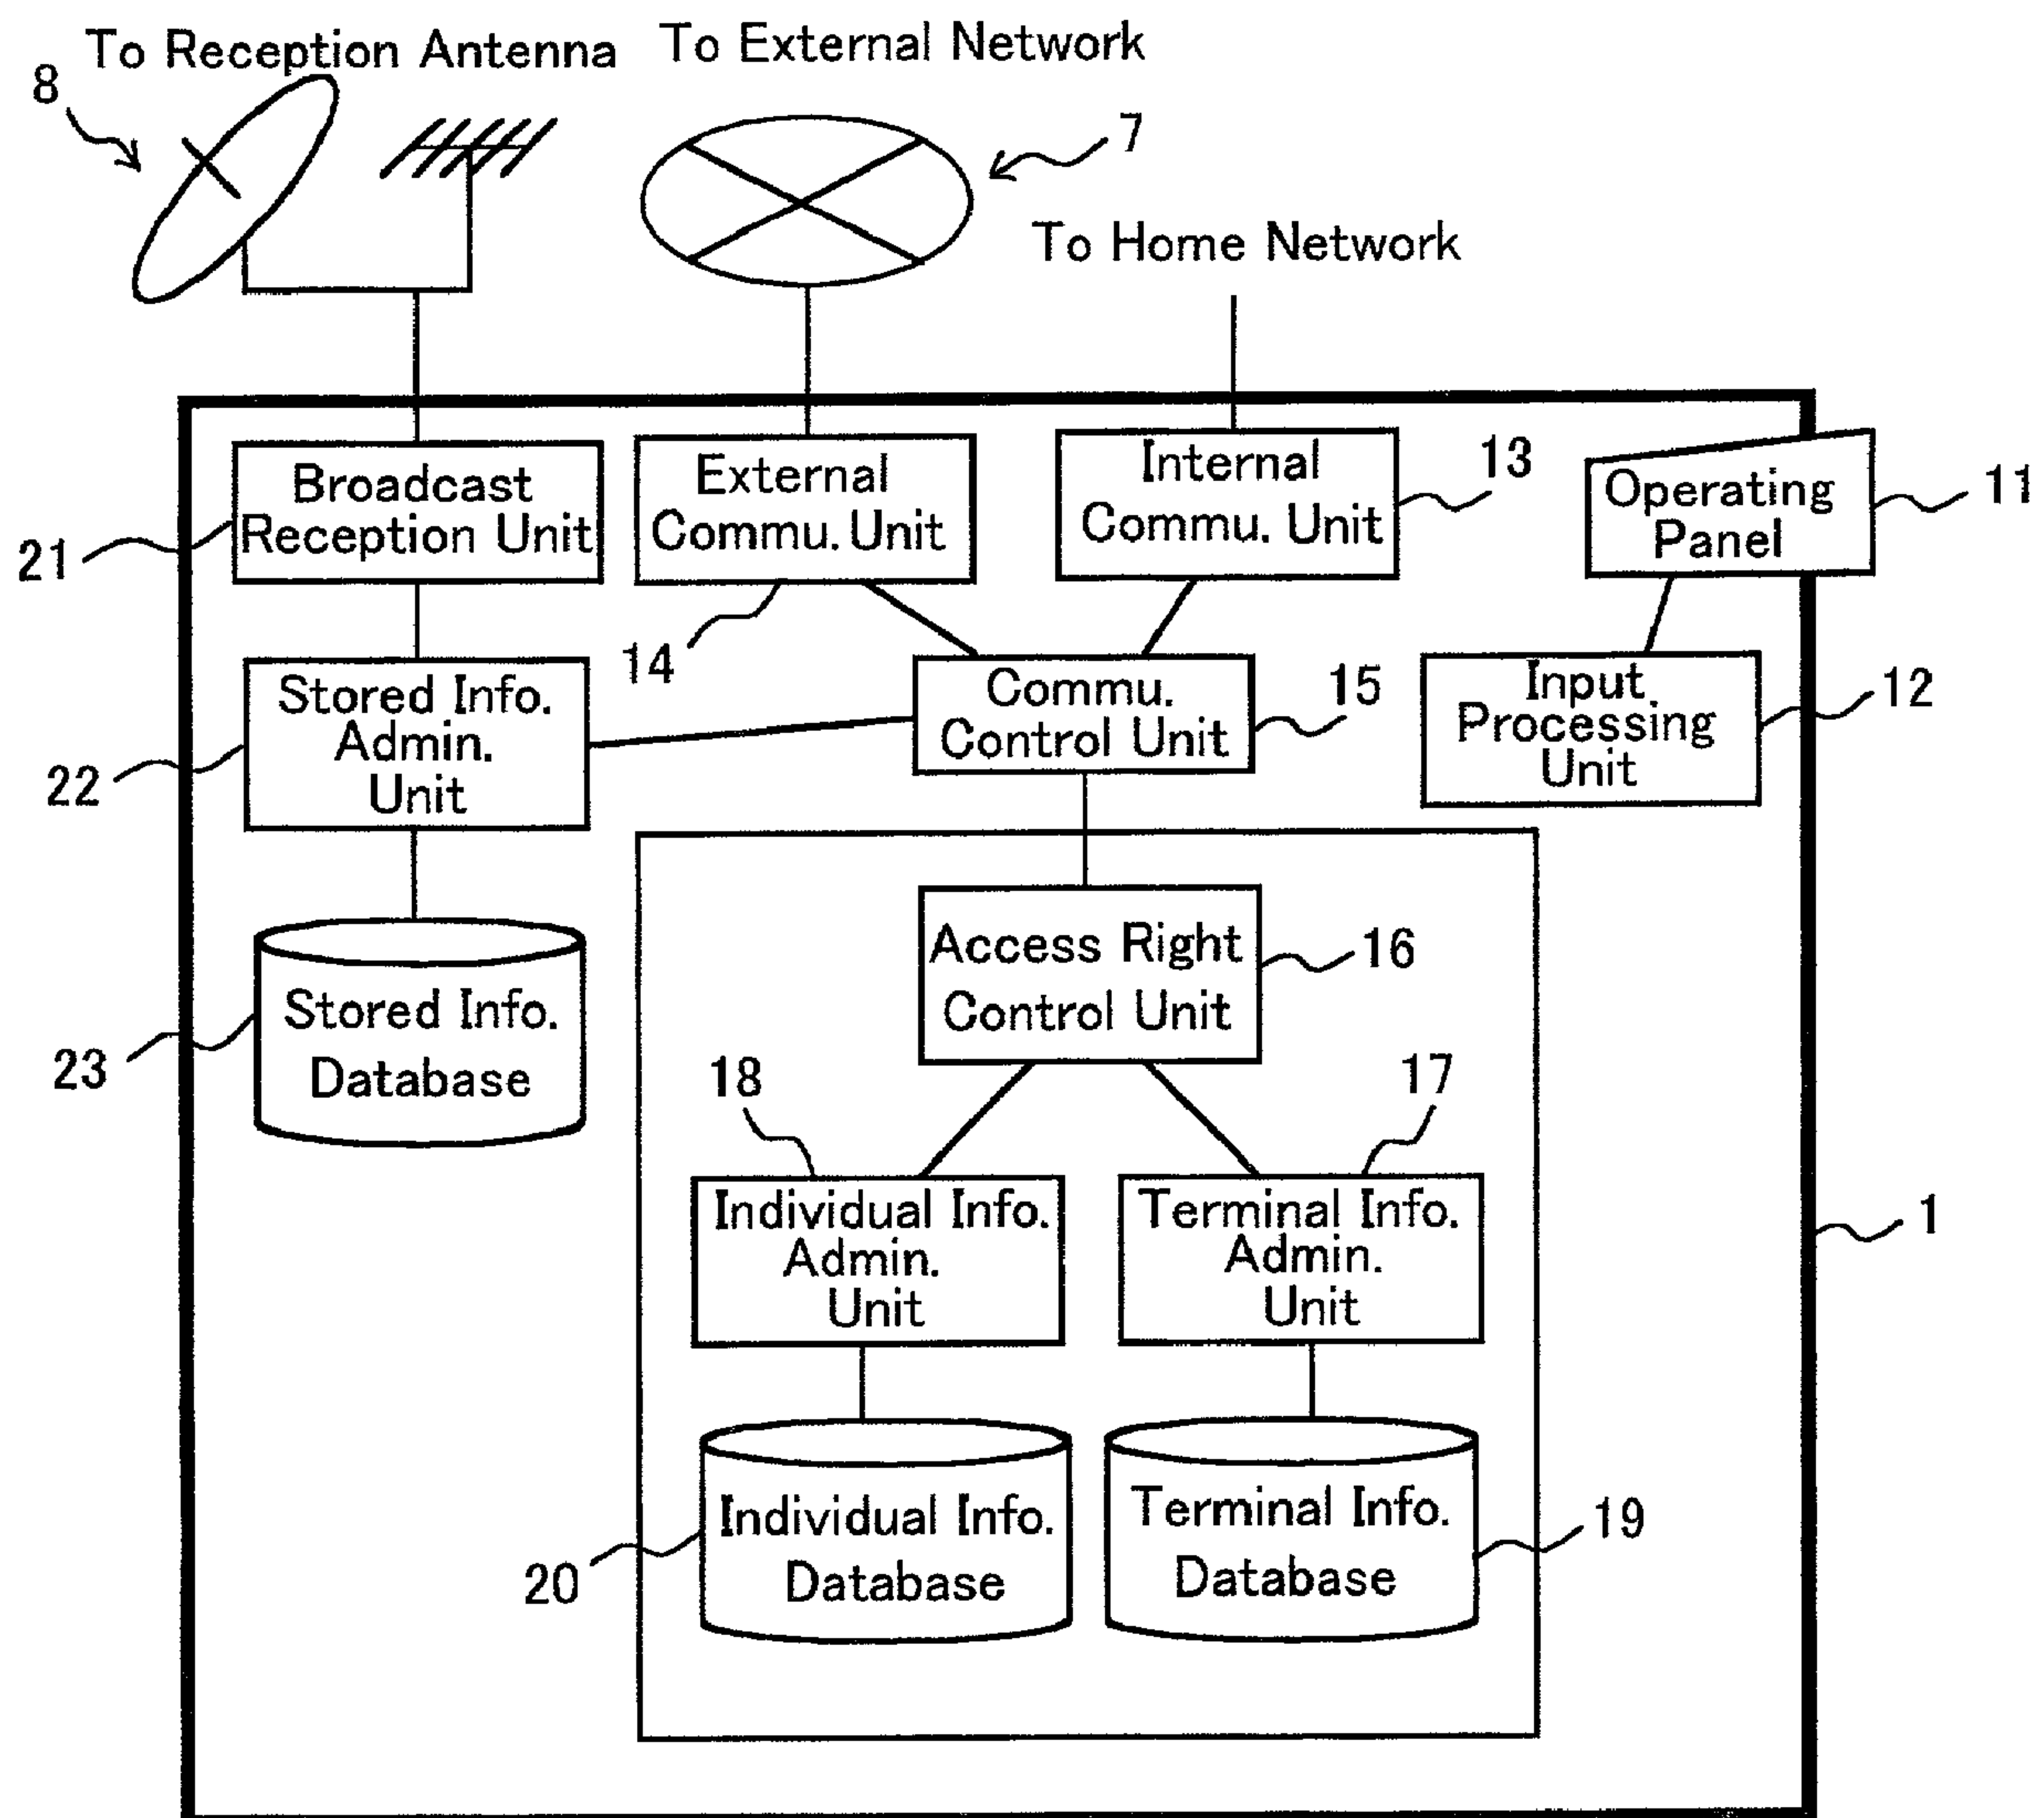 To Reception Antenna
To External Network
8
7
To Home Network
Broadcast
Reception Unit
21
External
Commu. Unit
14
Internal
Commu. Unit
13
Operating
Panel
11
Stored Info.
Admin.
Unit
22
Commu.
Control Unit
15
Input
Processing
Unit
12
Stored Info.
Database
23
Access Right
Control Unit
16
18
17
Individual Info.
Admin.
Unit
Terminal Info.
Admin.
Unit
1
Individual Info.
Database
20
Terminal Info.
Database
19